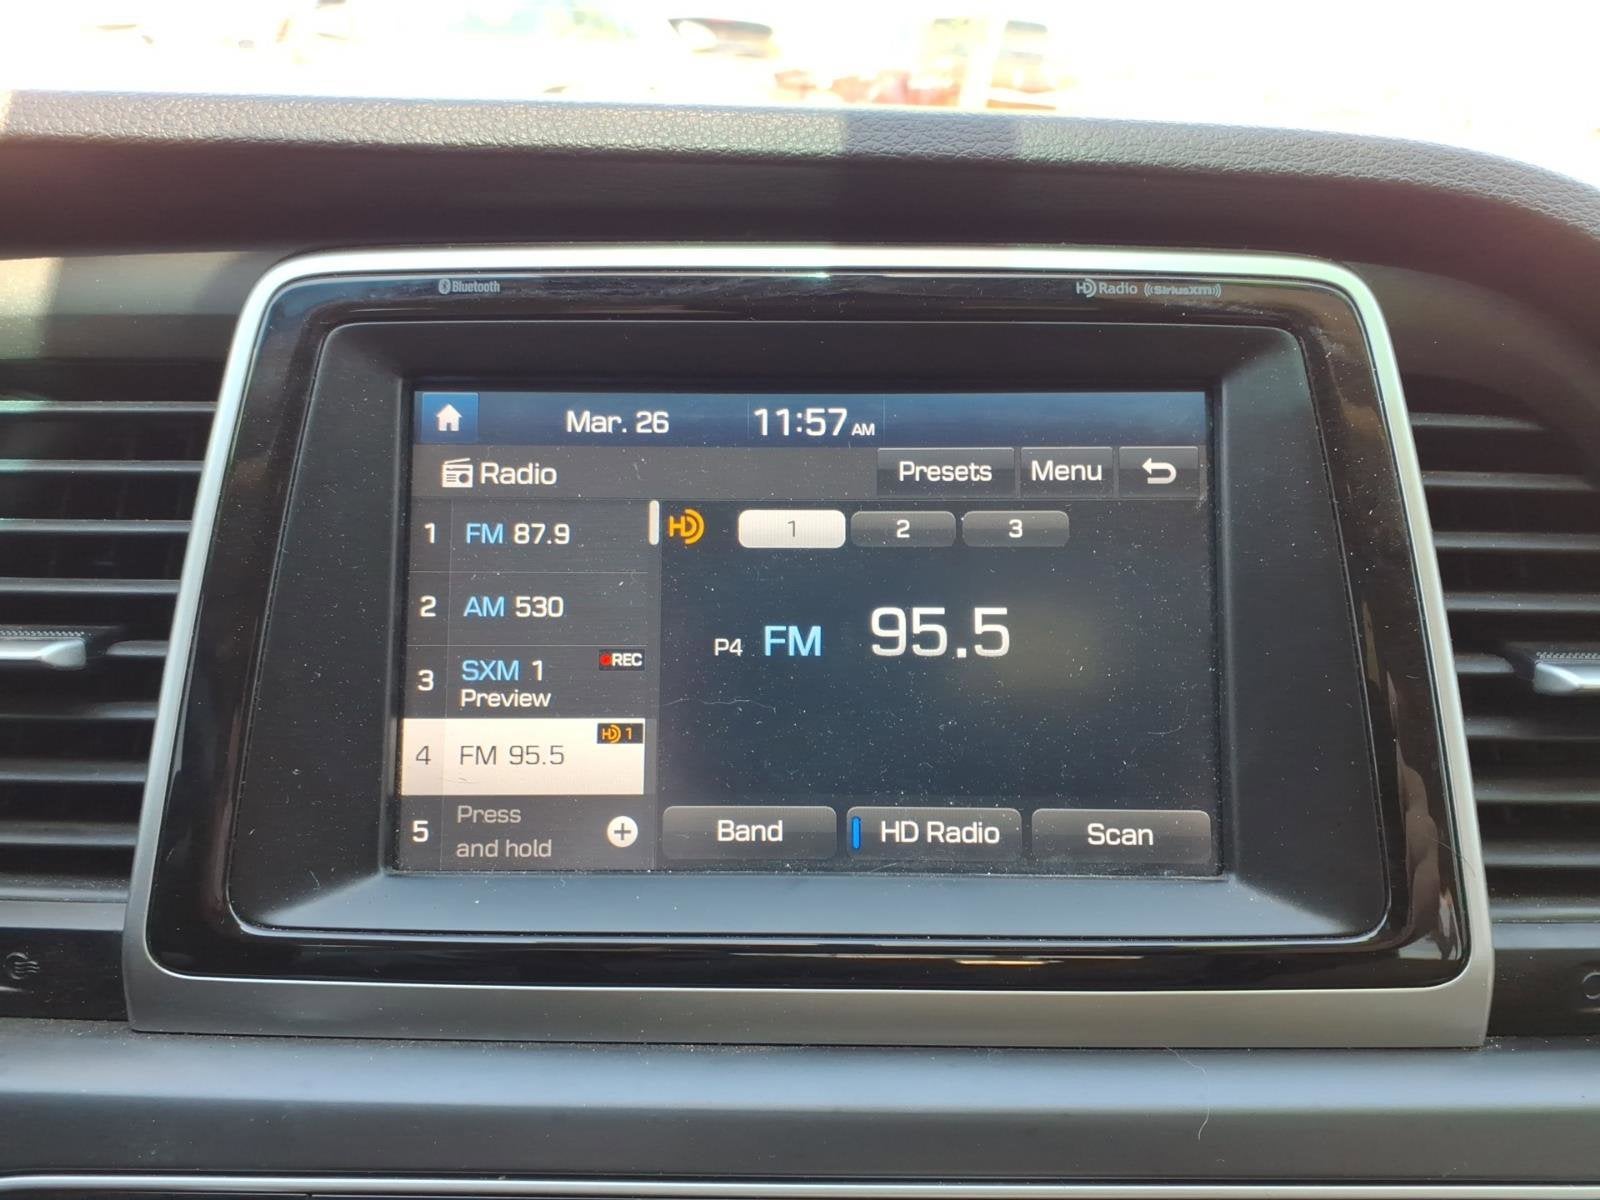 Bluetooth
HD Radio ((SiriusXM))
Mar. 26 11:57 AM
Radio Presets Menu
1 FM 87.9
2 AM 530
3 SXM 1 REC
Preview
4 FM 95.5 HD 1
5 Press
and hold
HD 1 2 3
P4 FM 95.5
Band HD Radio Scan